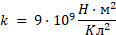 k = 9 · 10⁹ Н · м² / Кл²